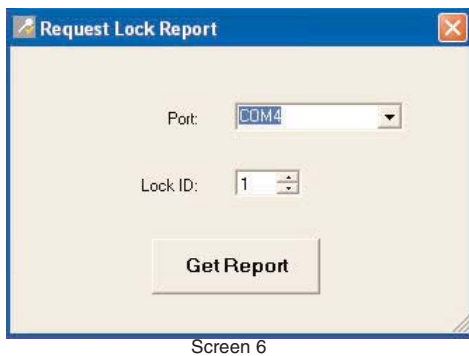 Request Lock Report
Port: COM4
Lock ID: 1
Get Report
Screen 6